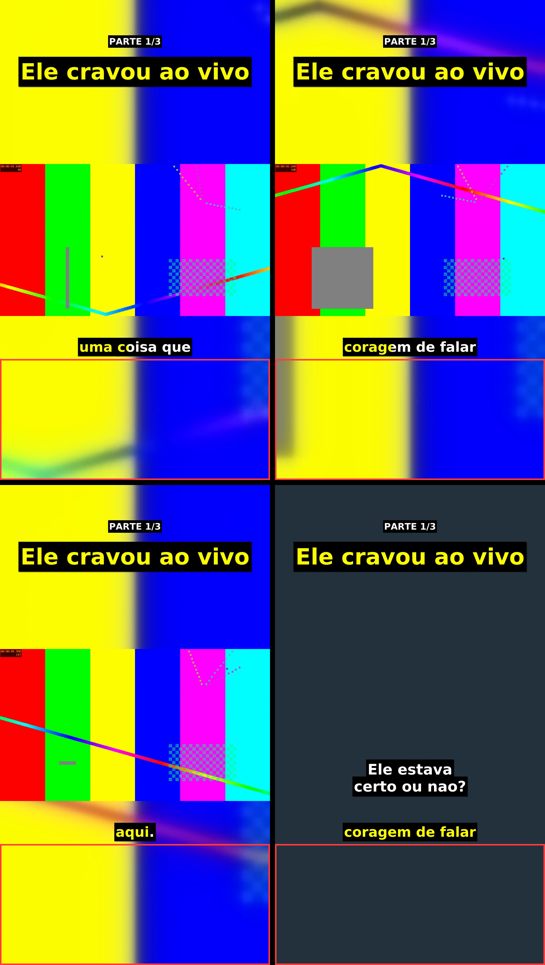 PARTE 1/3
Ele cravou ao vivo
uma coisa que
PARTE 1/3
Ele cravou ao vivo
coragem de falar
PARTE 1/3
Ele cravou ao vivo
aqui.
PARTE 1/3
Ele cravou ao vivo
Ele estava
certo ou nao?
coragem de falar